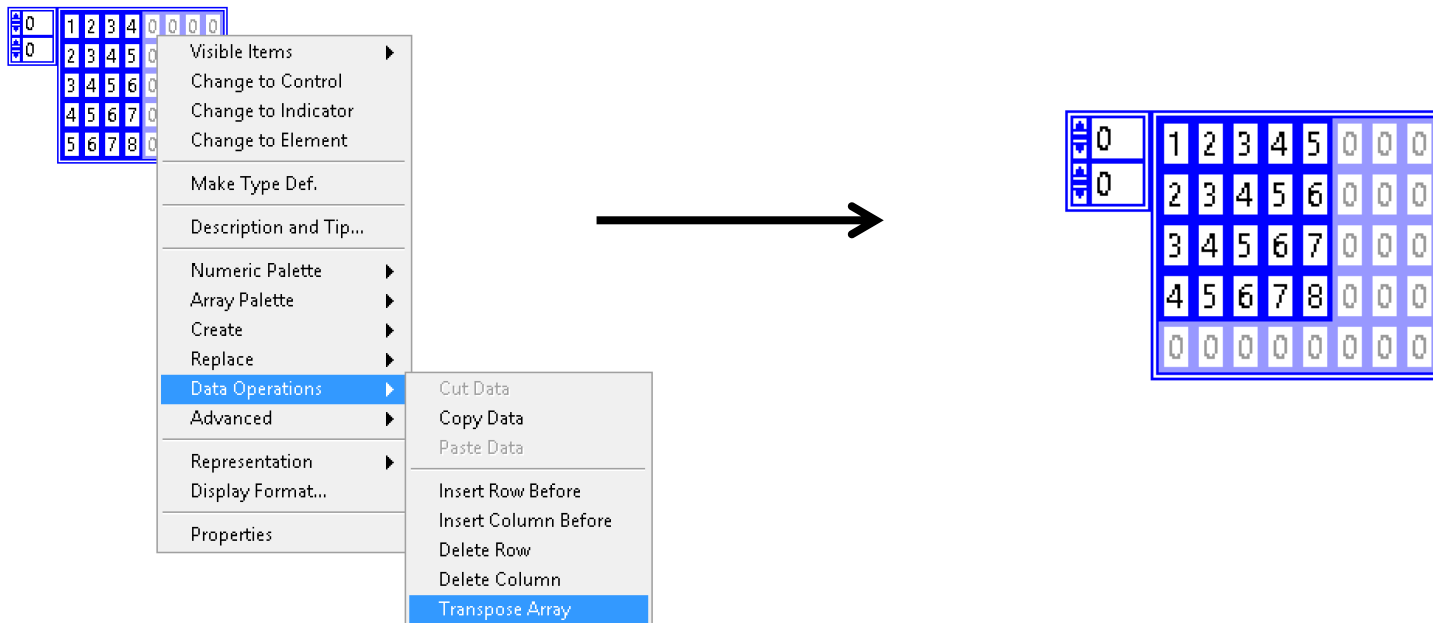 0 1 2 3 4 0 0 0 0
0 2 3 4 5 0
3 4 5 6 0
4 5 6 7 0
5 6 7 8 0
Visible Items
Change to Control
Change to Indicator
Change to Element
Make Type Def.
Description and Tip...
Numeric Palette
Array Palette
Create
Replace
Data Operations
Advanced
Representation
Display Format...
Properties
Cut Data
Copy Data
Paste Data
Insert Row Before
Insert Column Before
Delete Row
Delete Column
Transpose Array
0 1 2 3 4 5 0 0 0
0 2 3 4 5 6 0 0 0
3 4 5 6 7 0 0 0
4 5 6 7 8 0 0 0
0 0 0 0 0 0 0 0